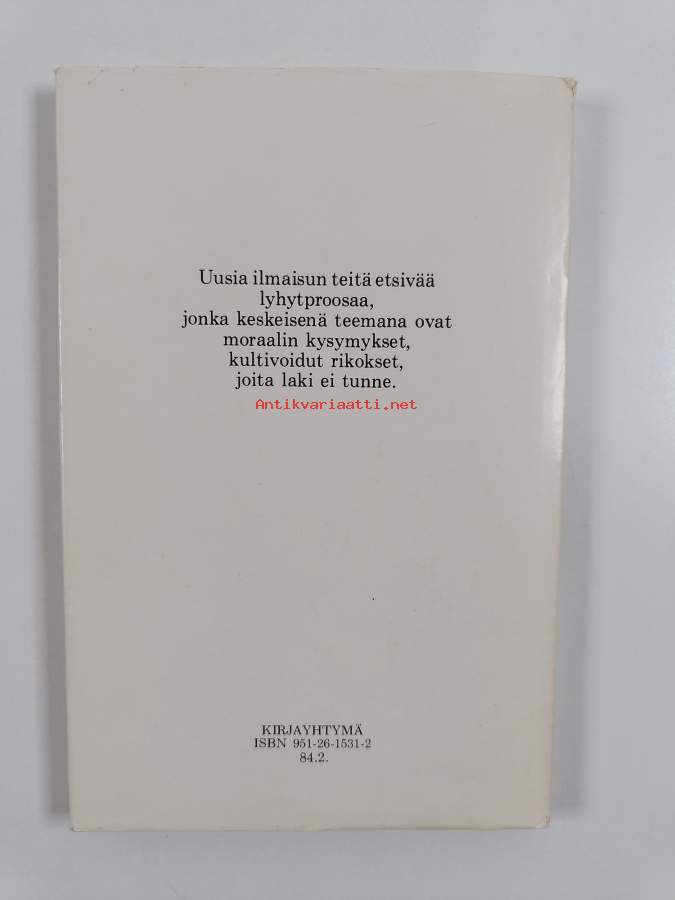 Uusia ilmaisun teitä etsivää
lyhytproosaa,
jonka keskeisenä teemana ovat
moraalin kysymykset,
kultivoidut rikokset,
joita laki ei tunne.
Antikvariaatti.net
KIRJAYHTYMÄ
ISBN 951-26-1531-2
84.2.